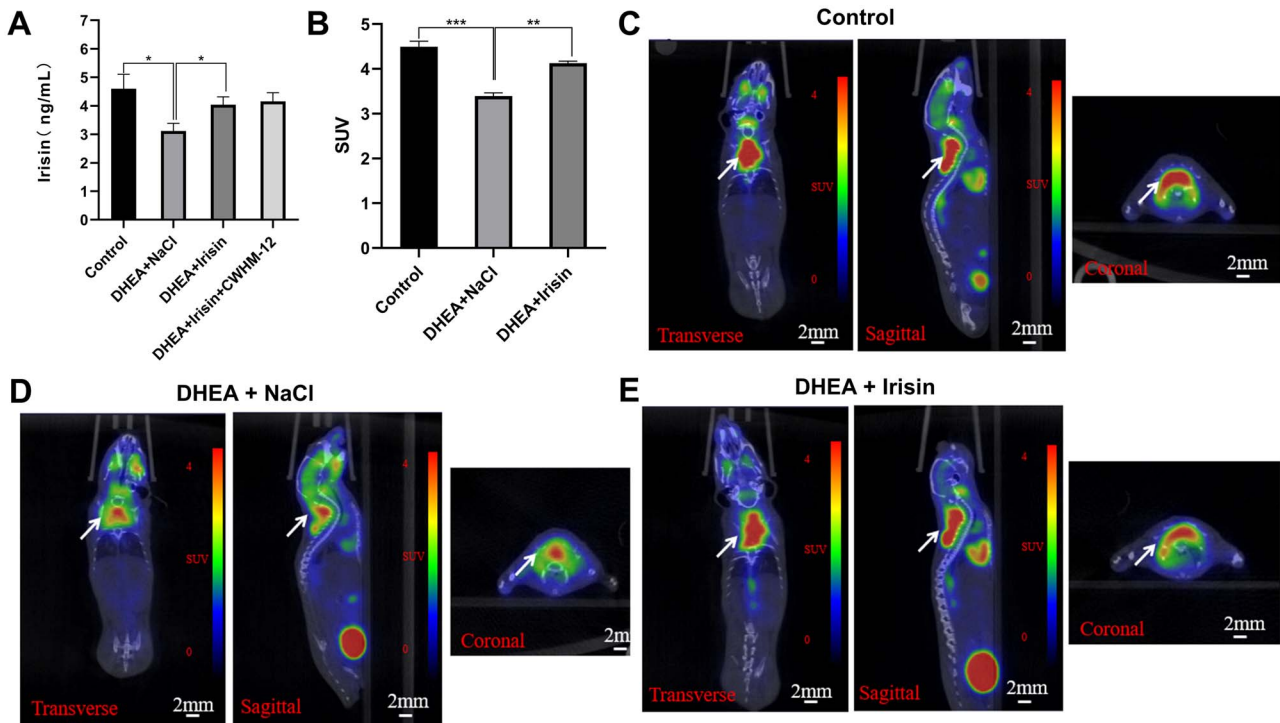 A
Irisin ( ng/mL)
7
6
5
4
3
2
1
0
*
*
Control
DHEA+NaCl
DHEA+Irisin
DHEA+Irisin+CWHM-12
B
SUV
5
4
3
2
1
0
***
**
Control
DHEA+NaCl
DHEA+Irisin
C
Control
4
SUV
0
Transverse
2mm
4
SUV
0
Sagittal
2mm
Coronal
2mm
D
DHEA + NaCl
4
SUV
0
Transverse
2mm
4
SUV
0
Sagittal
2mm
Coronal
2m
E
DHEA + Irisin
4
SUV
0
Transverse
2mm
4
SUV
0
Sagittal
2mm
Coronal
2mm